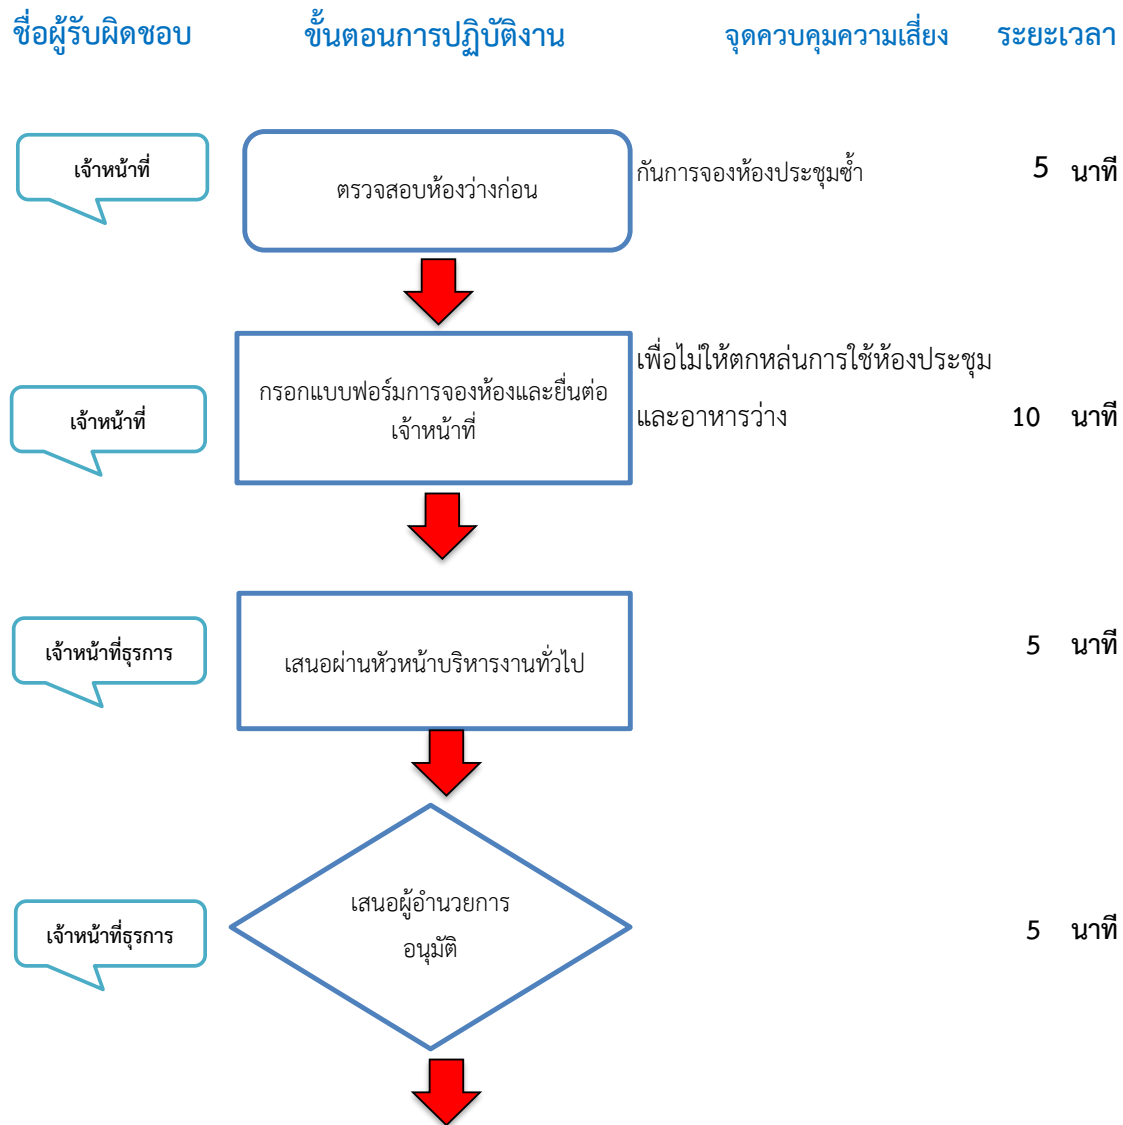 ชื่อผู้รับผิดชอบ ขั้นตอนการปฏิบัติงาน จุดควบคุมความเสี่ยง ระยะเวลา
เจ้าหน้าที่
ตรวจสอบห้องว่างก่อน
กันการจองห้องประชุมซ้ำ
5 นาที
เจ้าหน้าที่
กรอกแบบฟอร์มการจองห้องและยื่นต่อ
เจ้าหน้าที่
เพื่อไม่ให้ตกหล่นการใช้ห้องประชุม
และอาหารว่าง
10 นาที
เจ้าหน้าที่ธุรการ
เสนอผ่านหัวหน้าบริหารงานทั่วไป
5 นาที
เจ้าหน้าที่ธุรการ
เสนอผู้อำนวยการ
อนุมัติ
5 นาที